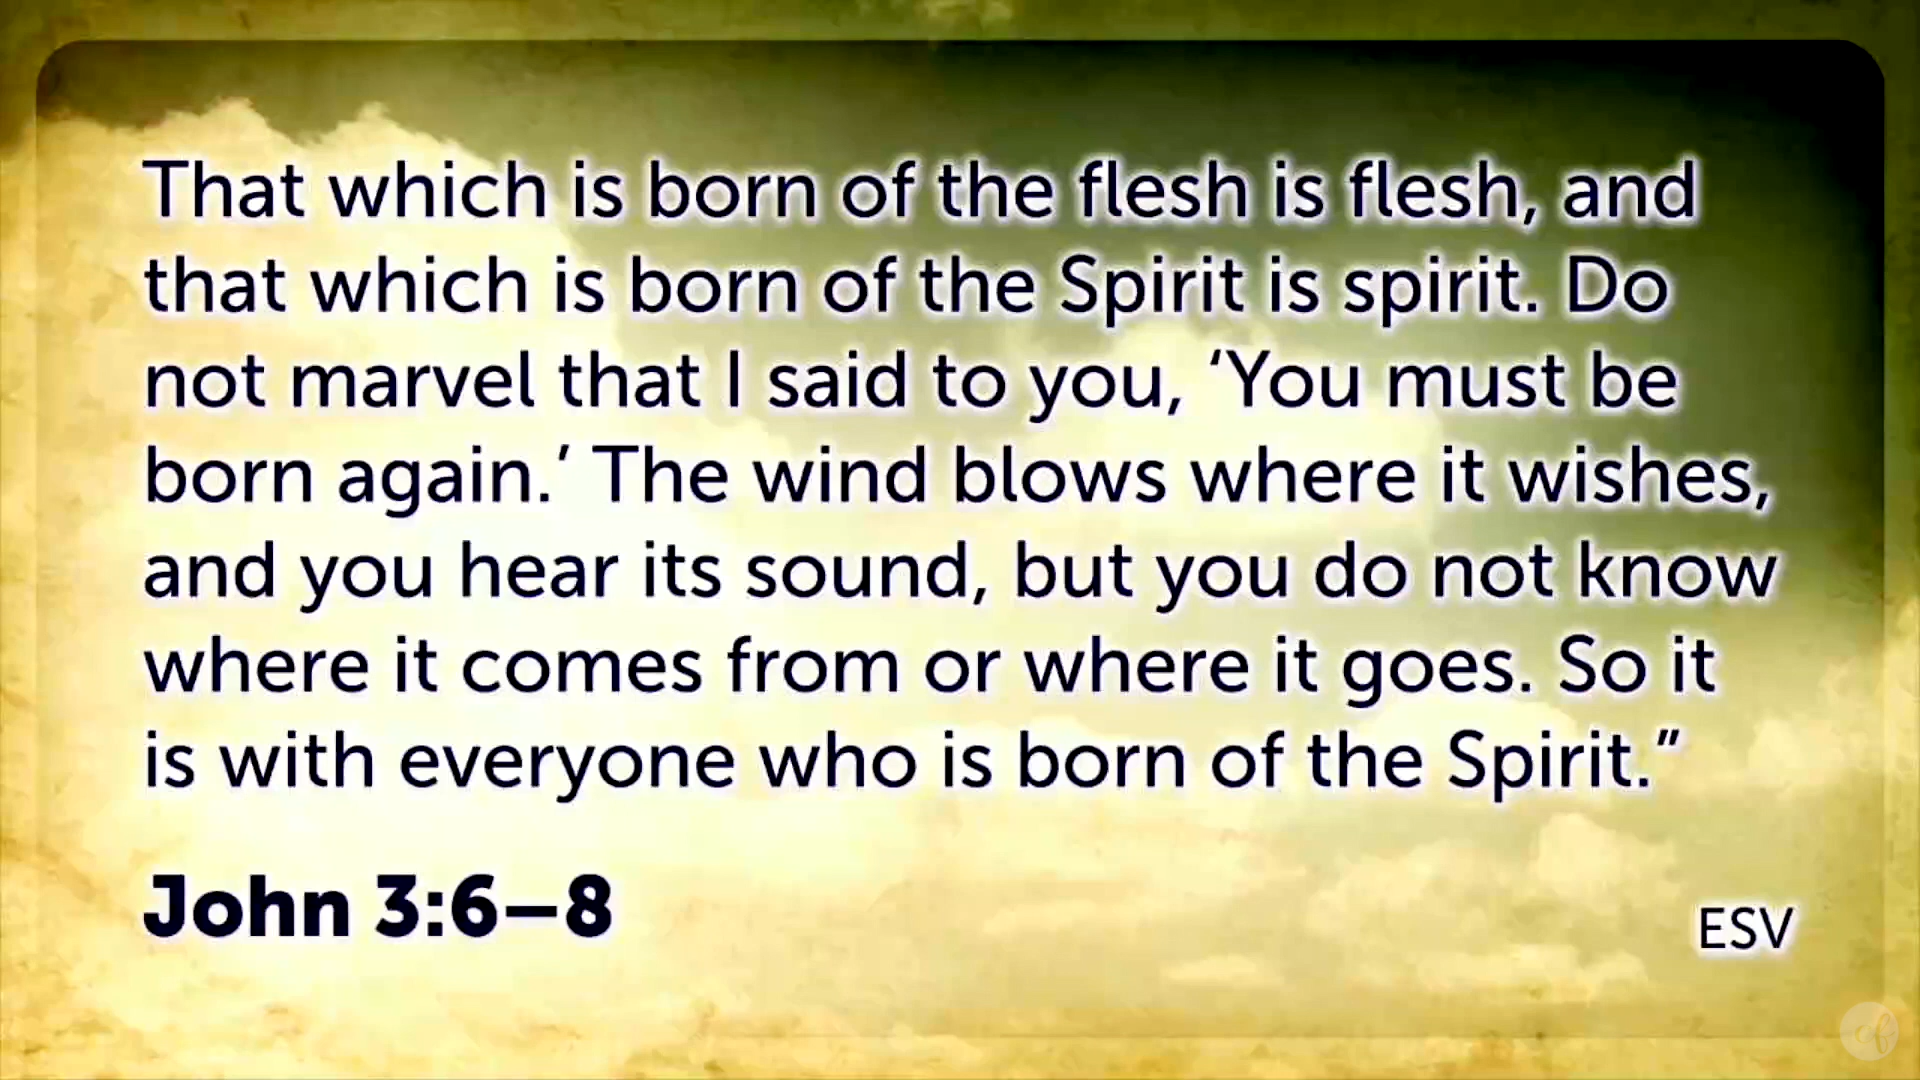 That which is born of the flesh is flesh, and
that which is born of the Spirit is spirit. Do
not marvel that I said to you, ‘You must be
born again.’ The wind blows where it wishes,
and you hear its sound, but you do not know
where it comes from or where it goes. So it
is with everyone who is born of the Spirit.”
John 3:6–8
ESV